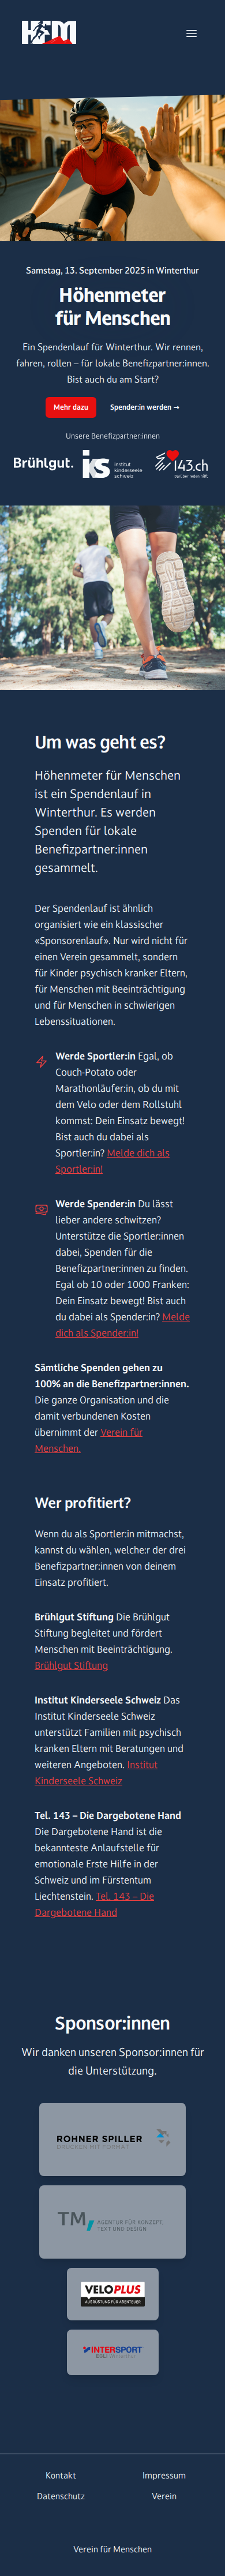 HFM
Samstag, 13. September 2025 in Winterthur
Höhenmeter
für Menschen
Ein Spendenlauf für Winterthur. Wir rennen,
fahren, rollen – für lokale Benefizpartner:innen.
Bist auch du am Start?
Mehr dazu
Spender:in werden →
Unsere Benefizpartner:innen
Brühlgut.
iks institut
kinderseele
schweiz
143.ch
Darüber reden hilft.
Um was geht es?
Höhenmeter für Menschen
ist ein Spendenlauf in
Winterthur. Es werden
Spenden für lokale
Benefizpartner:innen
gesammelt.
Der Spendenlauf ist ähnlich
organisiert wie ein klassischer
«Sponsorenlauf». Nur wird nicht für
einen Verein gesammelt, sondern
für Kinder psychisch kranker Eltern,
für Menschen mit Beeinträchtigung
und für Menschen in schwierigen
Lebenssituationen.
Werde Sportler:in Egal, ob
Couch-Potato oder
Marathonläufer:in, ob du mit
dem Velo oder dem Rollstuhl
kommst: Dein Einsatz bewegt!
Bist auch du dabei als
Sportler:in? Melde dich als
Sportler:in!
Werde Spender:in Du lässt
lieber andere schwitzen?
Unterstütze die Sportler:innen
dabei, Spenden für die
Benefizpartner:innen zu finden.
Egal ob 10 oder 1000 Franken:
Dein Einsatz bewegt! Bist auch
du dabei als Spender:in? Melde
dich als Spender:in!
Sämtliche Spenden gehen zu
100% an die Benefizpartner:innen.
Die ganze Organisation und die
damit verbundenen Kosten
übernimmt der Verein für
Menschen.
Wer profitiert?
Wenn du als Sportler:in mitmachst,
kannst du wählen, welche:r der drei
Benefizpartner:innen von deinem
Einsatz profitiert.
Brühlgut Stiftung Die Brühlgut
Stiftung begleitet und fördert
Menschen mit Beeinträchtigung.
Brühlgut Stiftung
Institut Kinderseele Schweiz Das
Institut Kinderseele Schweiz
unterstützt Familien mit psychisch
kranken Eltern mit Beratungen und
weiteren Angeboten. Institut
Kinderseele Schweiz
Tel. 143 – Die Dargebotene Hand
Die Dargebotene Hand ist die
bekannteste Anlaufstelle für
emotionale Erste Hilfe in der
Schweiz und im Fürstentum
Liechtenstein. Tel. 143 – Die
Dargebotene Hand
Sponsor:innen
Wir danken unseren Sponsor:innen für
die Unterstützung.
ROHNER SPILLER
DRUCKEN MIT FORMAT
TM AGENTUR FÜR KONZEPT,
TEXT UND DESIGN
VELOPLUS
AUSRÜSTUNG FÜR ABENTEUER
INTERSPORT
Kontakt
Impressum
Datenschutz
Verein
Verein für Menschen